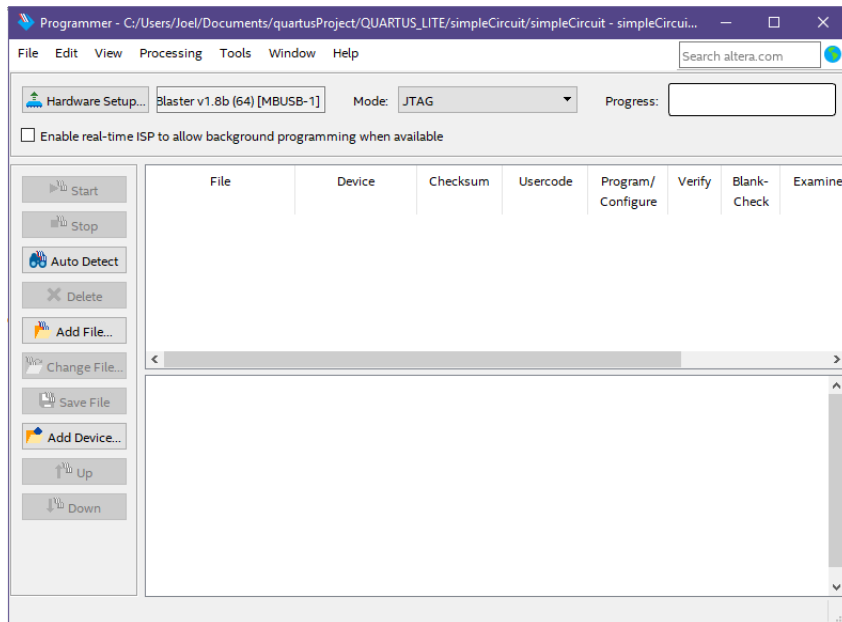 Programmer - C:/Users/Joel/Documents/quartusProject/QUARTUS_LITE/simpleCircuit/simpleCircuit - simpleCircui...
File Edit View Processing Tools Window Help
Search altera.com
Hardware Setup... Blaster v1.8b (64) [MBUSB-1] Mode: JTAG Progress:
Enable real-time ISP to allow background programming when available
Start
Stop
Auto Detect
Delete
Add File...
Change File...
Save File
Add Device...
Up
Down
File Device Checksum Usercode Program/ Verify Blank- Examine
Configure Check